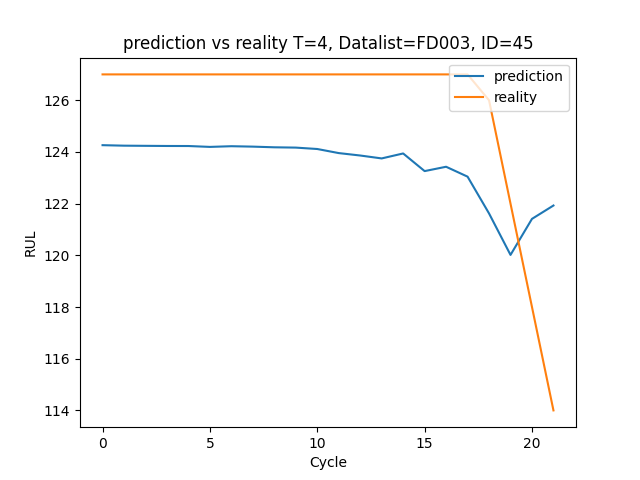 prediction vs reality T=4, Datalist=FD003, ID=45
prediction
reality
126
124
122
120
118
116
114
RUL
0
5
10
15
20
Cycle